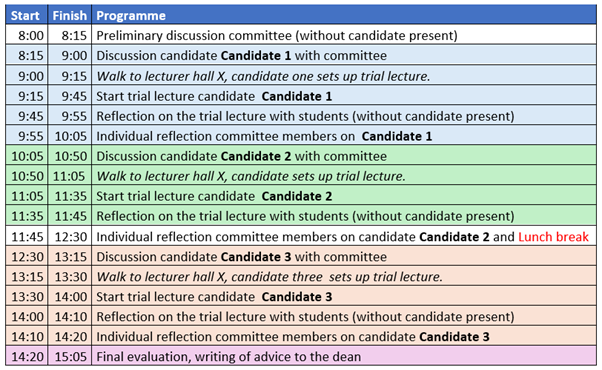 Start Finish Programme
8:00 8:15 Preliminary discussion committee (without candidate present)
8:15 9:00 Discussion candidate Candidate 1 with committee
9:00 9:15 Walk to lecturer hall X, candidate one sets up trial lecture.
9:15 9:45 Start trial lecture candidate Candidate 1
9:45 9:55 Reflection on the trial lecture with students (without candidate present)
9:55 10:05 Individual reflection committee members on Candidate 1
10:05 10:50 Discussion candidate Candidate 2 with committee
10:50 11:05 Walk to lecturer hall X, candidate sets up trial lecture.
11:05 11:35 Start trial lecture candidate Candidate 2
11:35 11:45 Reflection on the trial lecture with students (without candidate present)
11:45 12:30 Individual reflection committee members on candidate Candidate 2 and Lunch break
12:30 13:15 Discussion candidate Candidate 3 with committee
13:15 13:30 Walk to lecturer hall X, candidate three sets up trial lecture.
13:30 14:00 Start trial lecture candidate Candidate 3
14:00 14:10 Reflection on the trial lecture with students (without candidate present)
14:10 14:20 Individual reflection committee members on candidate Candidate 3
14:20 15:05 Final evaluation, writing of advice to the dean